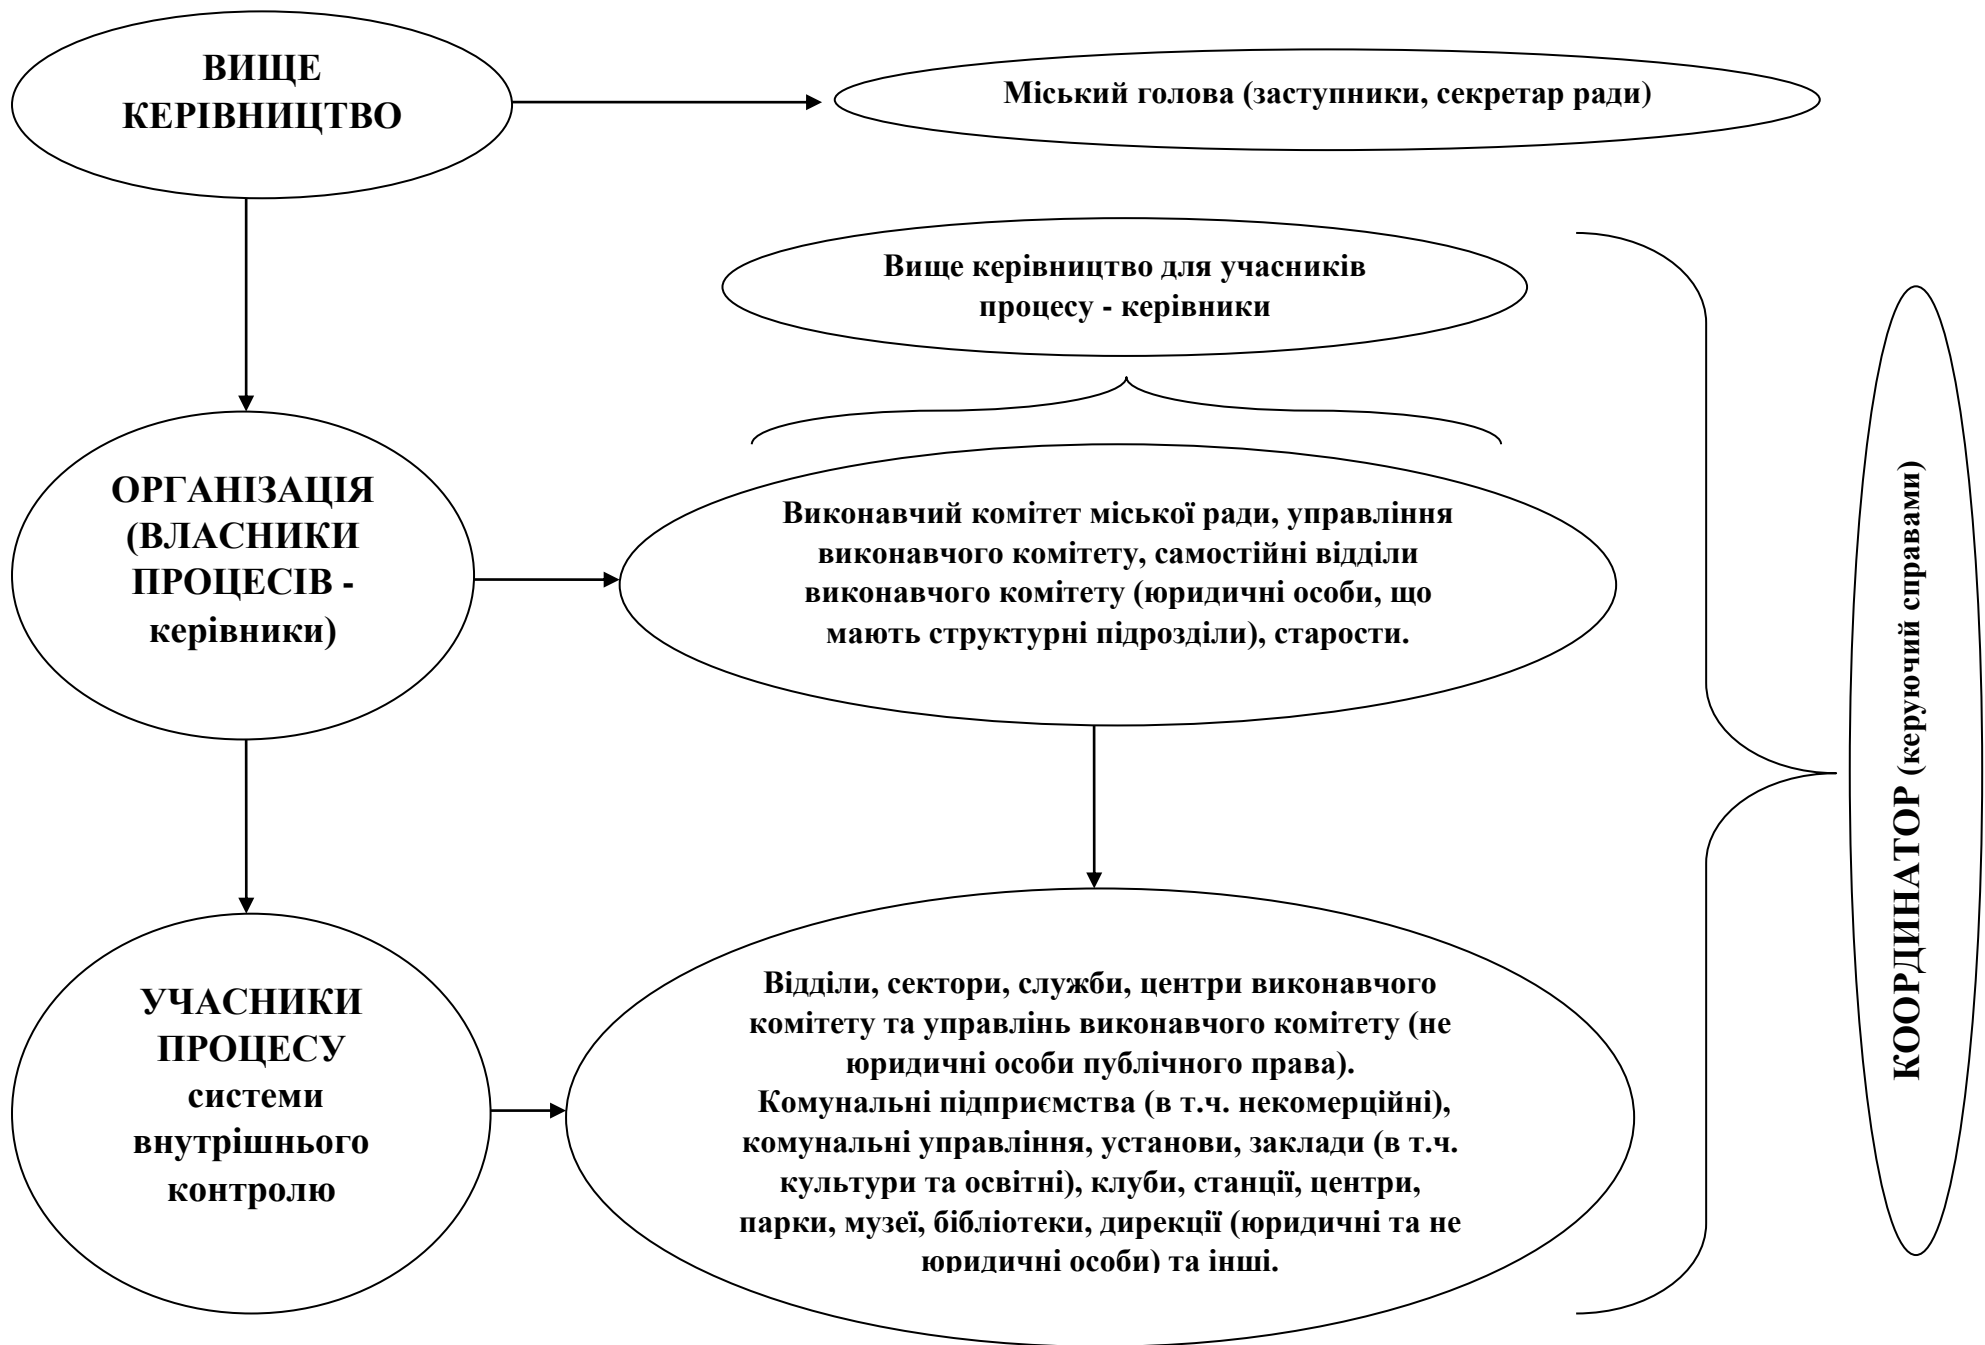 ВИЩЕ
КЕРІВНИЦТВО
Міський голова (заступники, секретар ради)
Вище керівництво для учасників
процесу - керівники
ОРГАНІЗАЦІЯ
(ВЛАСНИКИ
ПРОЦЕСІВ -
керівники)
Виконавчий комітет міської ради, управління
виконавчого комітету, самостійні відділи
виконавчого комітету (юридичні особи, що
мають структурні підрозділи), старости.
УЧАСНИКИ
ПРОЦЕСУ
системи
внутрішнього
контролю
Відділи, сектори, служби, центри виконавчого
комітету та управлінь виконавчого комітету (не
юридичні особи публічного права).
Комунальні підприємства (в т.ч. некомерційні),
комунальні управління, установи, заклади (в т.ч.
культури та освітні), клуби, станції, центри,
парки, музеї, бібліотеки, дирекції (юридичні та не
юридичні особи) та інші.
КООРДИНАТОР (керуючий справами)